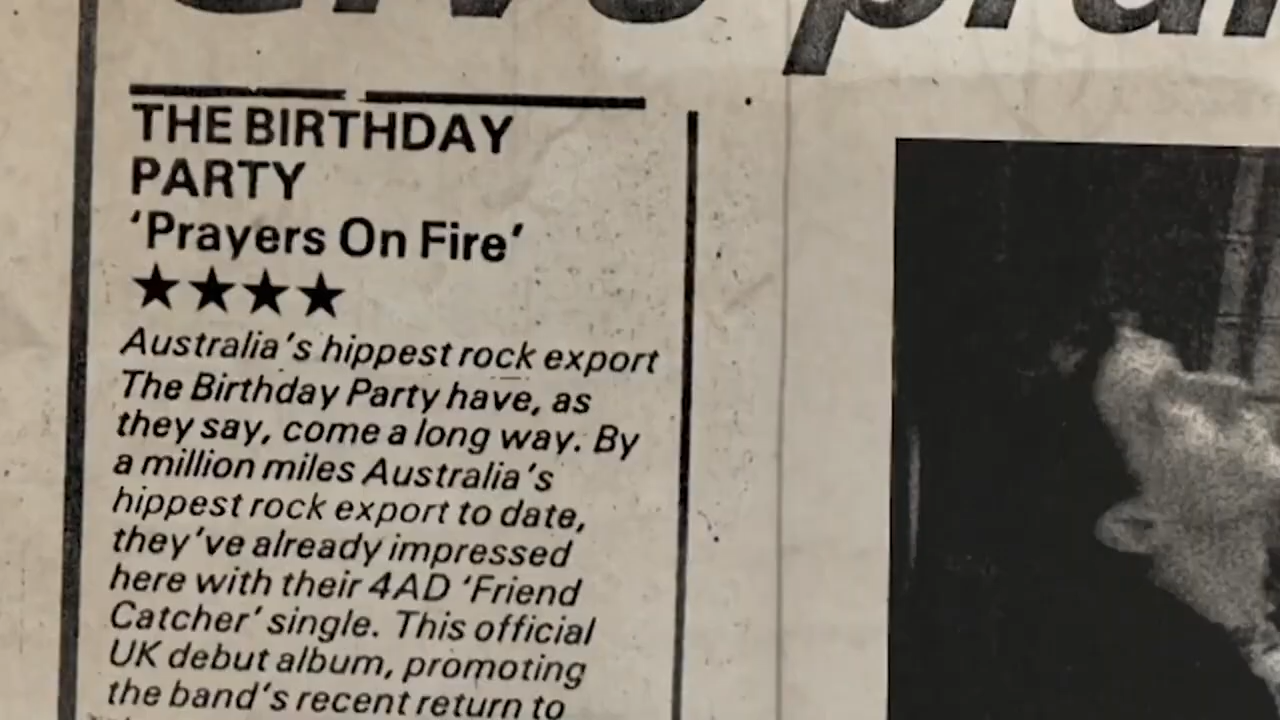 THE BIRTHDAY
PARTY
‘Prayers On Fire’
★★★★
Australia’s hippest rock export
The Birthday Party have, as
they say, come a long way. By
a million miles Australia’s
hippest rock export to date,
they’ve already impressed
here with their 4AD ‘Friend
Catcher’ single. This official
UK debut album, promoting
the band’s recent return to